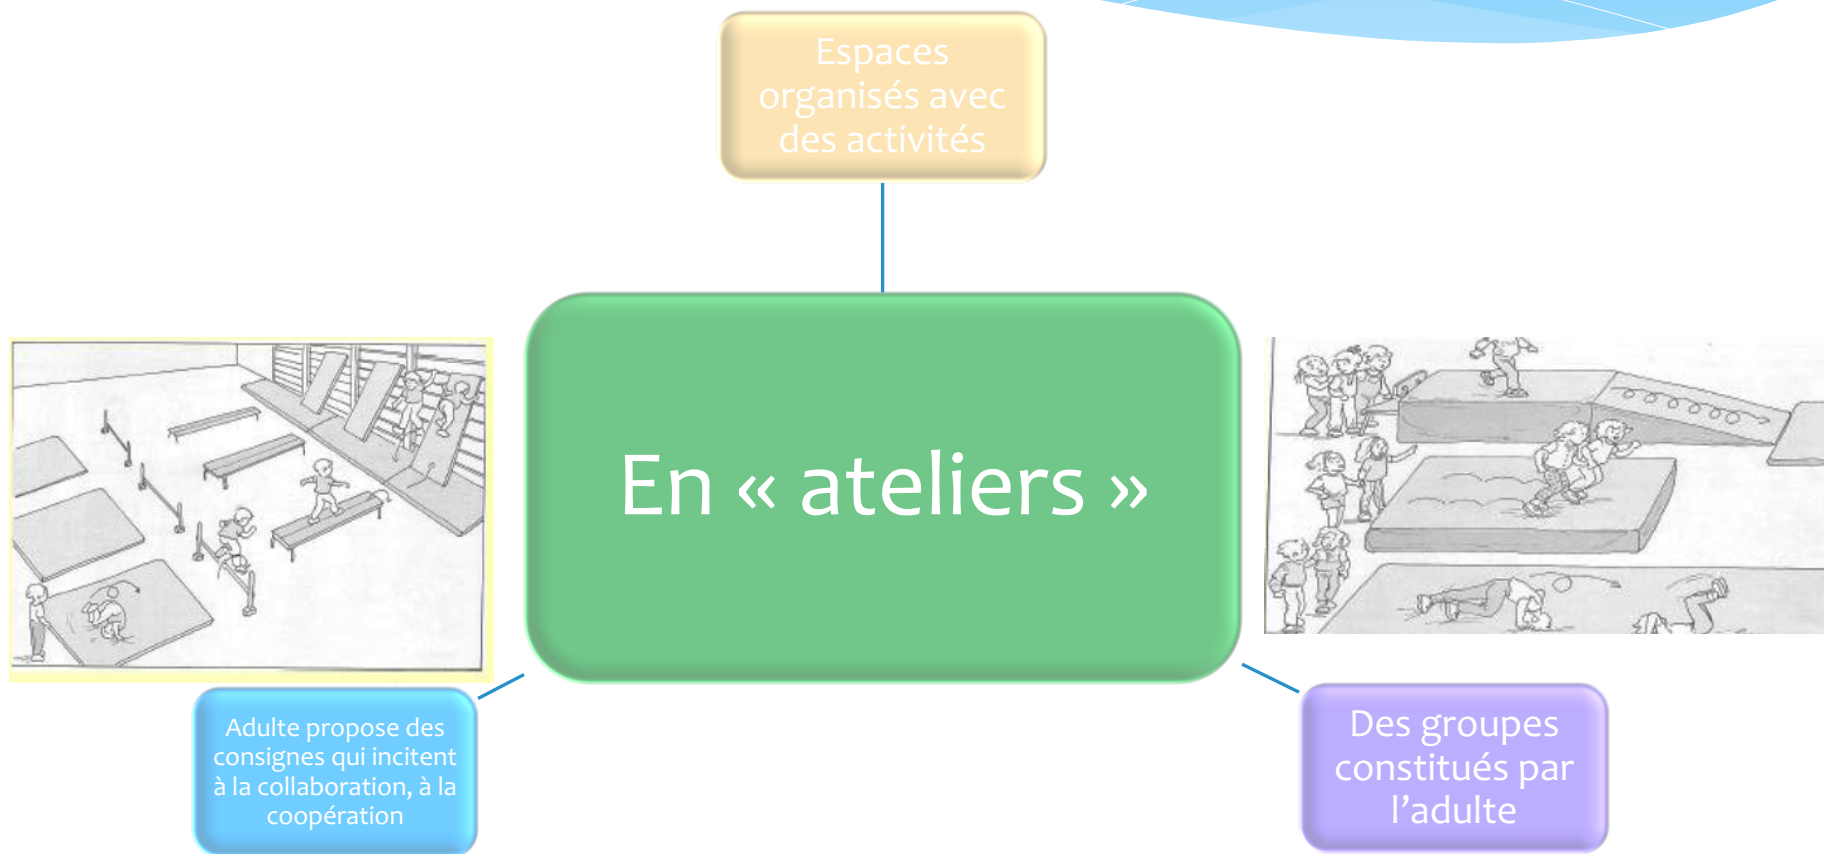 Espaces
organisés avec
des activités
En « ateliers »
Adulte propose des
consignes qui incitent
à la collaboration, à la
coopération
Des groupes
constitués par
l’adulte